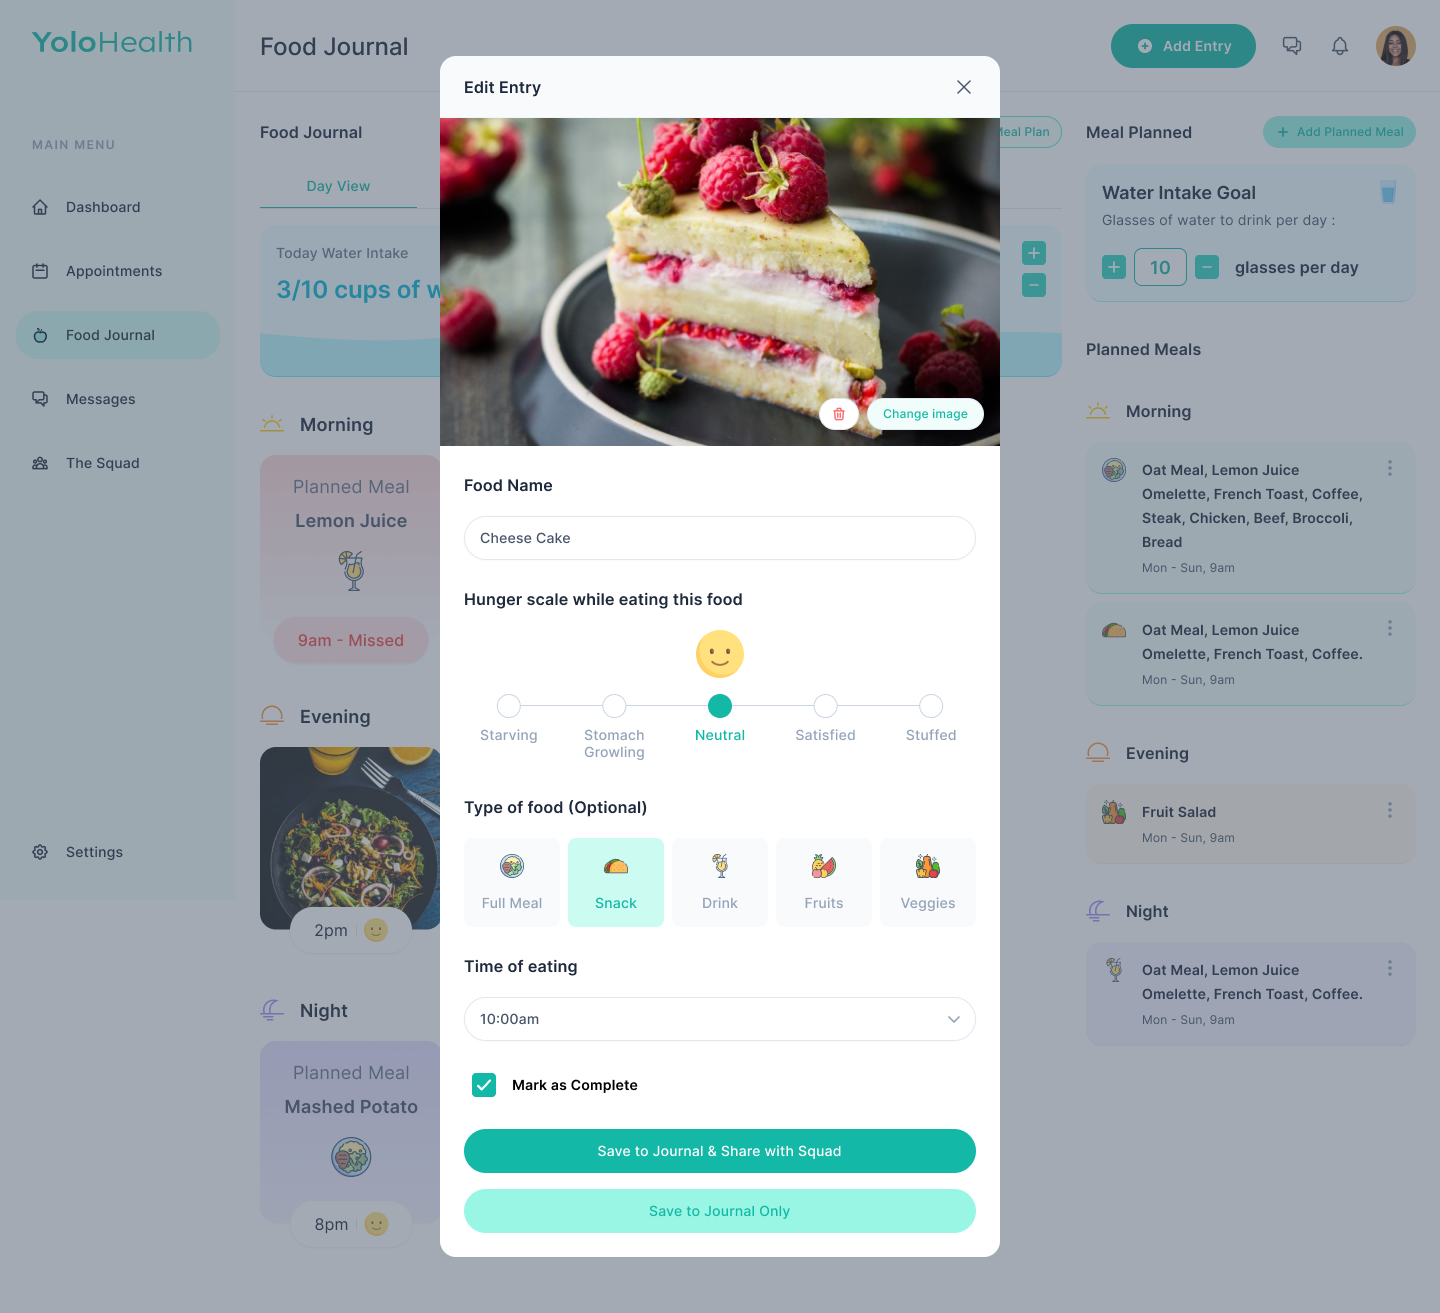 YoloHealth
MAIN MENU
Dashboard
Appointments
Food Journal
Messages
The Squad
Settings
Food Journal
Add Entry
Food Journal
Meal Plan
Day View
Today Water Intake
3/10 cups of w
Morning
Planned Meal
Lemon Juice
9am - Missed
Evening
2pm
Night
Planned Meal
Mashed Potato
8pm
Edit Entry
Change image
Food Name
Cheese Cake
Hunger scale while eating this food
Starving
Stomach
Growling
Neutral
Satisfied
Stuffed
Type of food (Optional)
Full Meal
Snack
Drink
Fruits
Veggies
Time of eating
10:00am
Mark as Complete
Save to Journal & Share with Squad
Save to Journal Only
Meal Planned
Add Planned Meal
Water Intake Goal
Glasses of water to drink per day :
10
glasses per day
Planned Meals
Morning
Oat Meal, Lemon Juice
Omelette, French Toast, Coffee,
Steak, Chicken, Beef, Broccoli,
Bread
Mon - Sun, 9am
Oat Meal, Lemon Juice
Omelette, French Toast, Coffee.
Mon - Sun, 9am
Evening
Fruit Salad
Mon - Sun, 9am
Night
Oat Meal, Lemon Juice
Omelette, French Toast, Coffee.
Mon - Sun, 9am